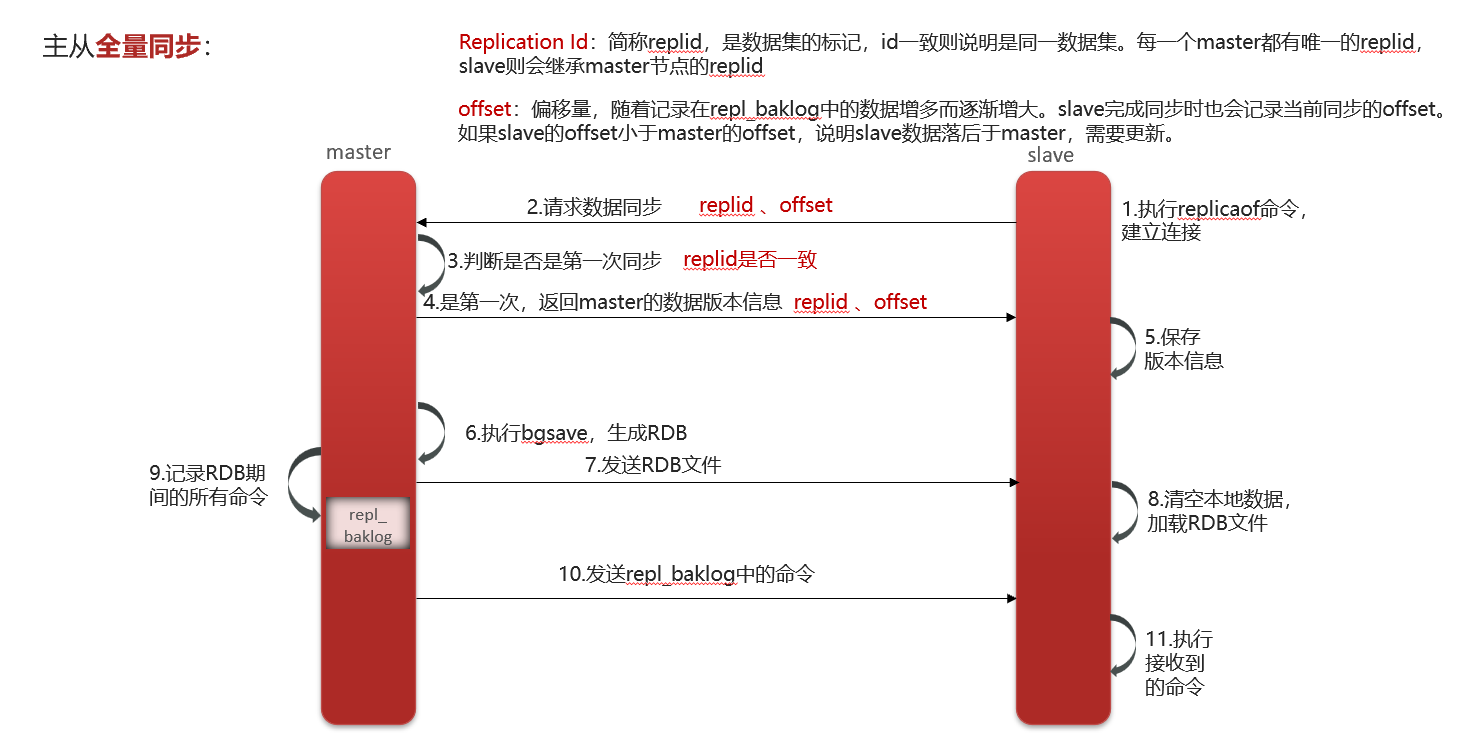 主从全量同步：
Replication Id：简称replid，是数据集的标记，id一致则说明是同一数据集。每一个master都有唯一的replid，
slave则会继承master节点的replid
offset：偏移量，随着记录在repl_baklog中的数据增多而逐渐增大。slave完成同步时也会记录当前同步的offset。
如果slave的offset小于master的offset，说明slave数据落后于master，需要更新。
master
slave
1.执行replicaof命令，
建立连接
2.请求数据同步 replid 、offset
3.判断是否是第一次同步 replid是否一致
4.是第一次，返回master的数据版本信息 replid 、offset
5.保存
版本信息
6.执行bgsave，生成RDB
7.发送RDB文件
8.清空本地数据，
加载RDB文件
9.记录RDB期
间的所有命令
repl_
baklog
10.发送repl_baklog中的命令
11.执行
接收到
的命令